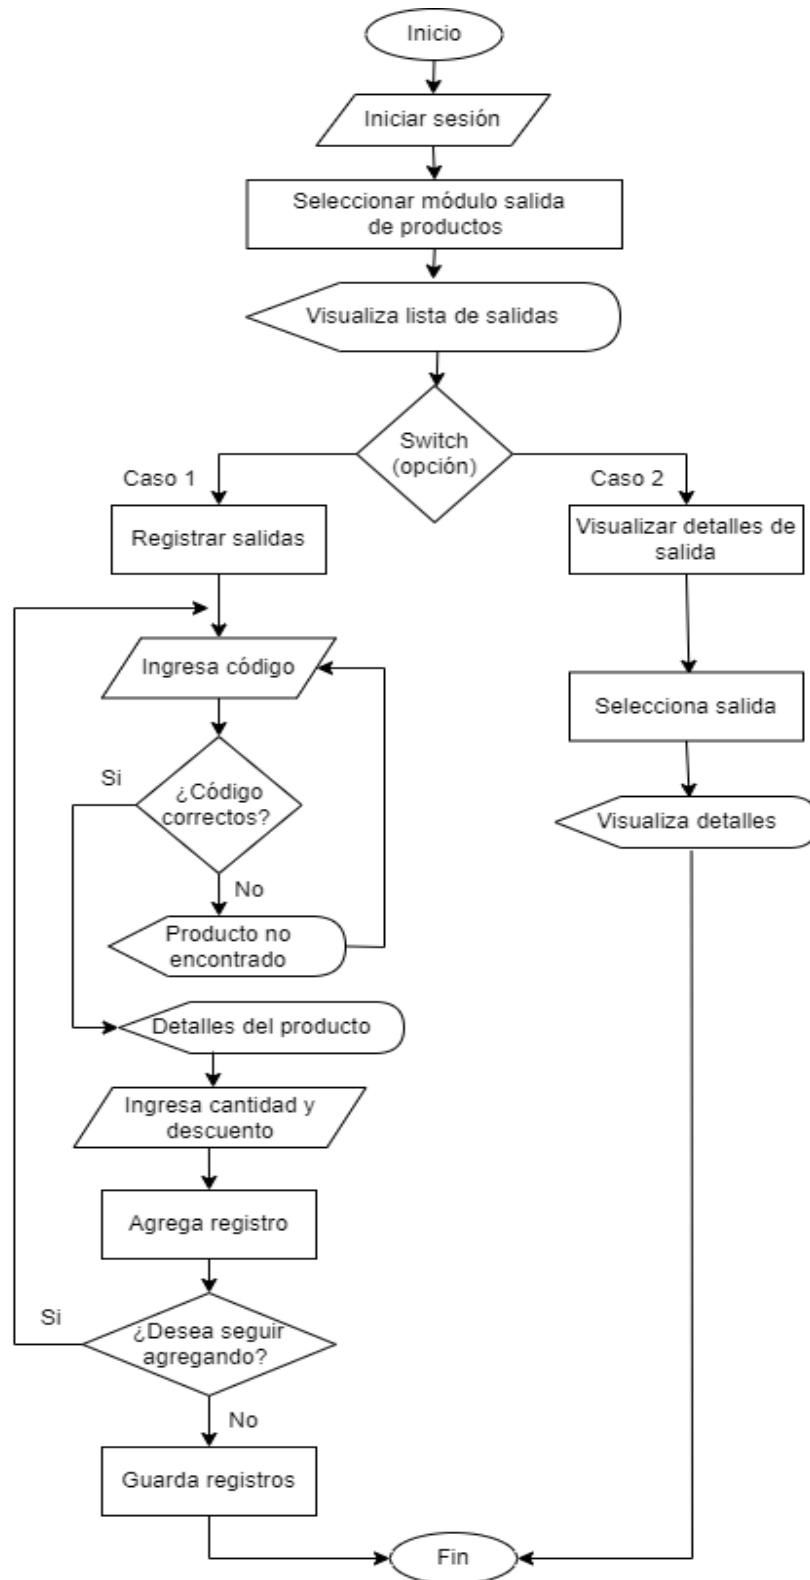 Inicio
Iniciar sesión
Seleccionar módulo salida
de productos
Visualiza lista de salidas
Switch
(opción)
Caso 1
Caso 2
Registrar salidas
Visualizar detalles de
salida
Ingresa código
Selecciona salida
Si
¿Código
correctos?
Visualiza detalles
No
Producto no
encontrado
Detalles del producto
Ingresa cantidad y
descuento
Agrega registro
Si
¿Desea seguir
agregando?
No
Guarda registros
Fin